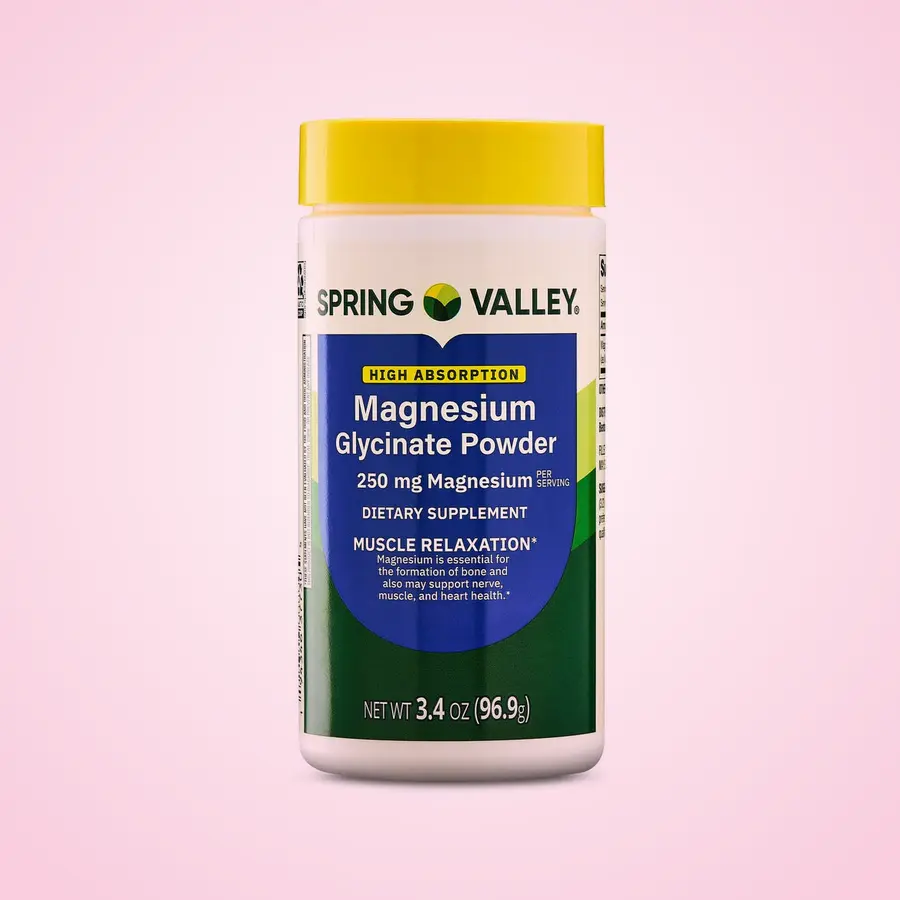 SPRING VALLEY®
HIGH ABSORPTION
Magnesium
Glycinate Powder
250 mg Magnesium PER SERVING
DIETARY SUPPLEMENT
MUSCLE RELAXATION*
Magnesium is essential for
the formation of bone and
also may support nerve,
muscle, and heart health.*
NET WT 3.4 OZ (96.9g)